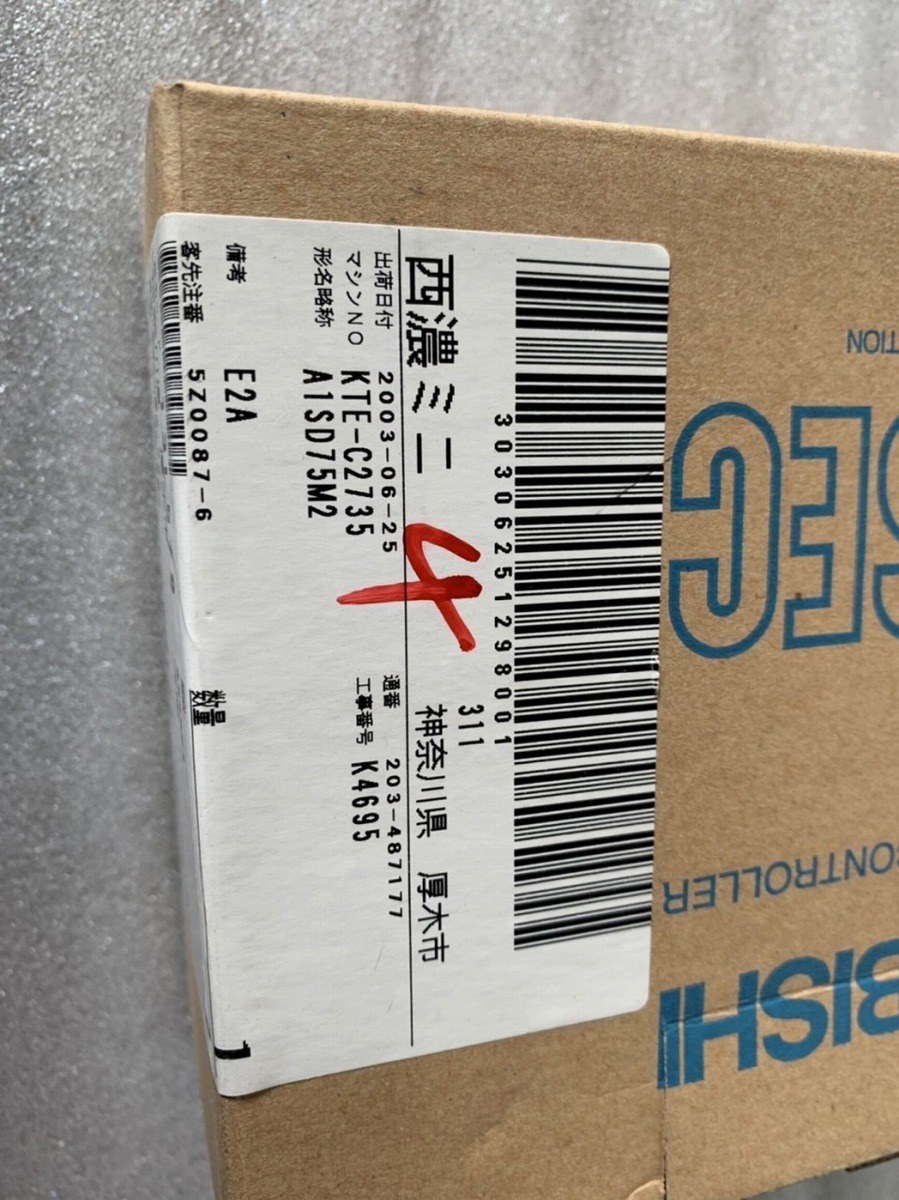 30306251298001
311
西濃ミニ 神奈川県 厚木市
4
出荷日付 2003-06-25 通番 203-487177
マシンNO KTE-C2735 工事番号 K4695
形名略称 A1SD75M2
備考 E2A
客先注番 5Z0087-6 数量 1
TION
SEC
CONTROLLER
BISHI